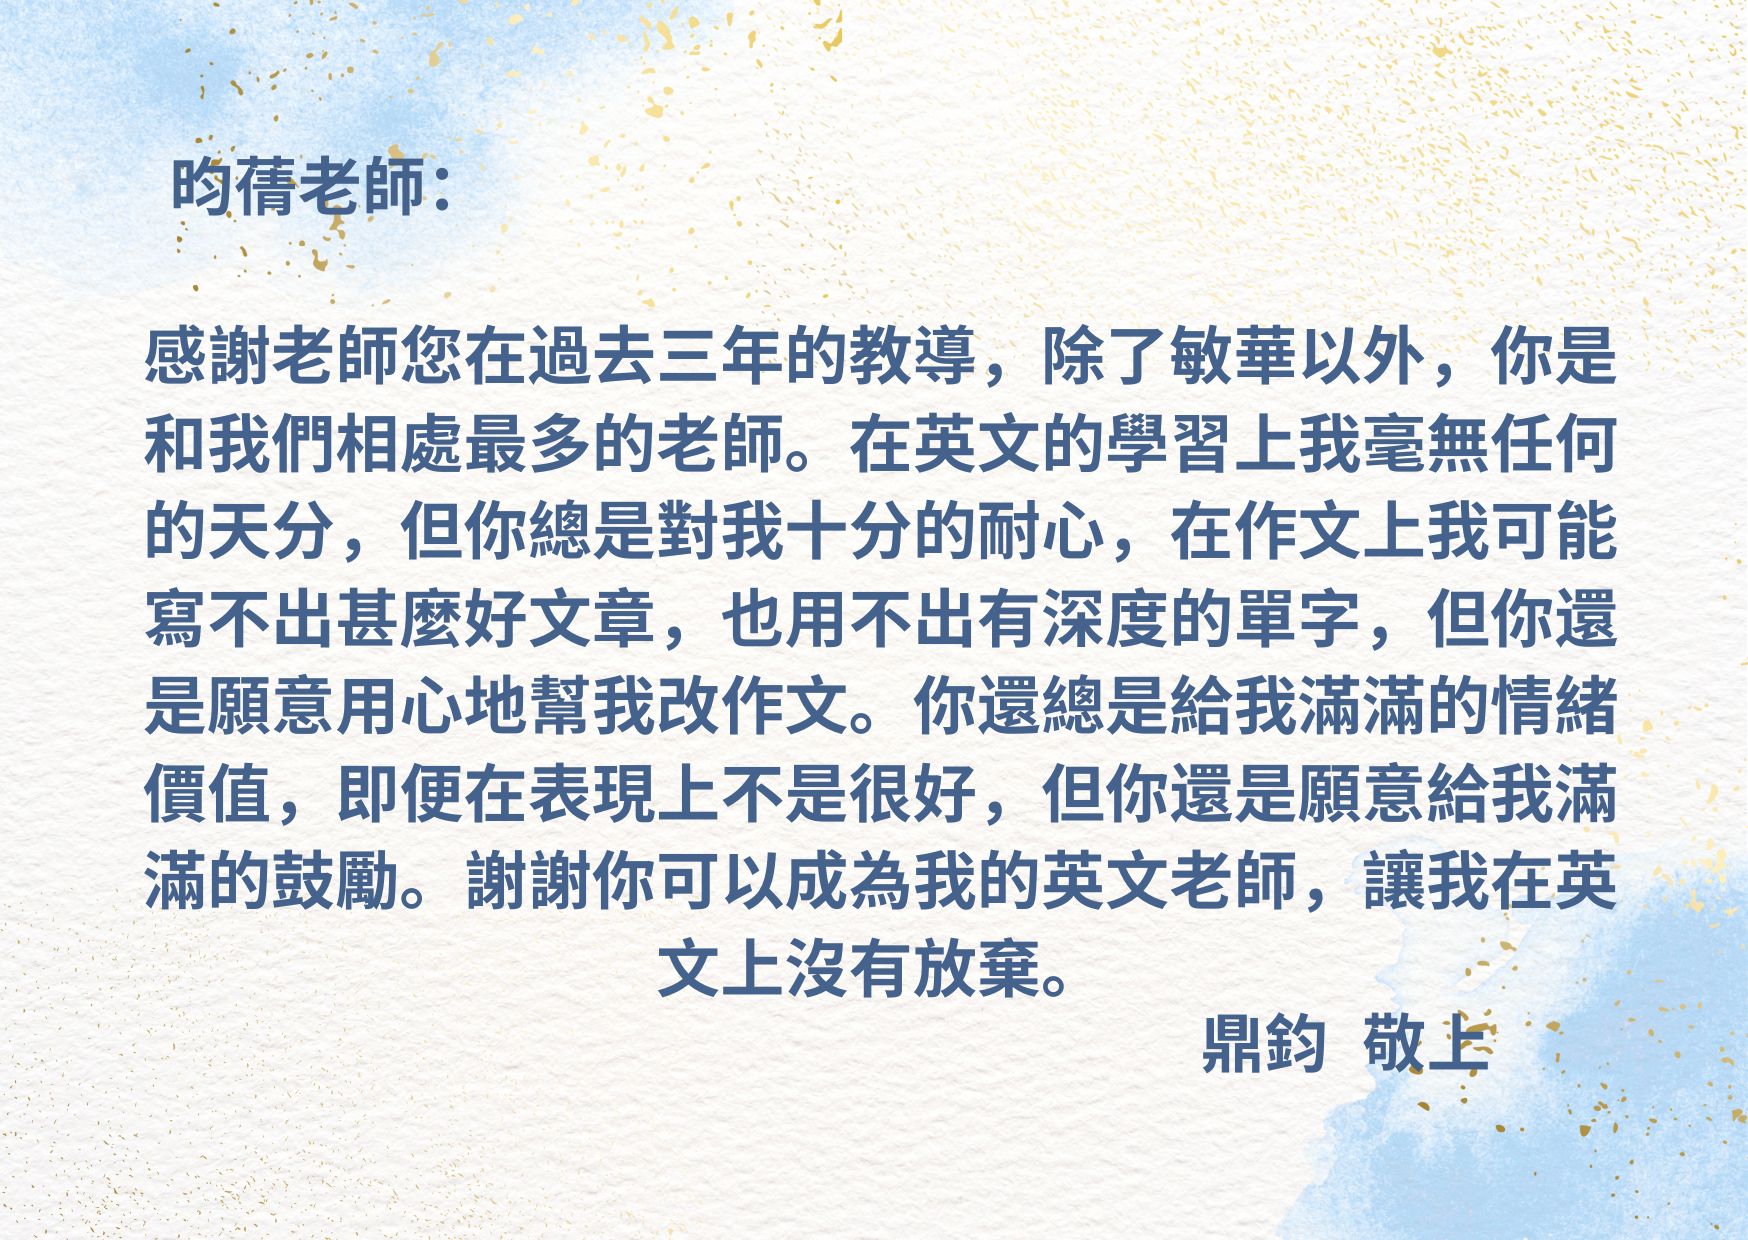 昀蒨老師：
感謝老師您在過去三年的教導，除了敏華以外，你是
和我們相處最多的老師。在英文的學習上我毫無任何
的天分，但你總是對我十分的耐心，在作文上我可能
寫不出甚麼好文章，也用不出有深度的單字，但你還
是願意用心地幫我改作文。你還總是給我滿滿的情緒
價值，即便在表現上不是很好，但你還是願意給我滿
滿的鼓勵。謝謝你可以成為我的英文老師，讓我在英
文上沒有放棄。
鼎鈞 敬上